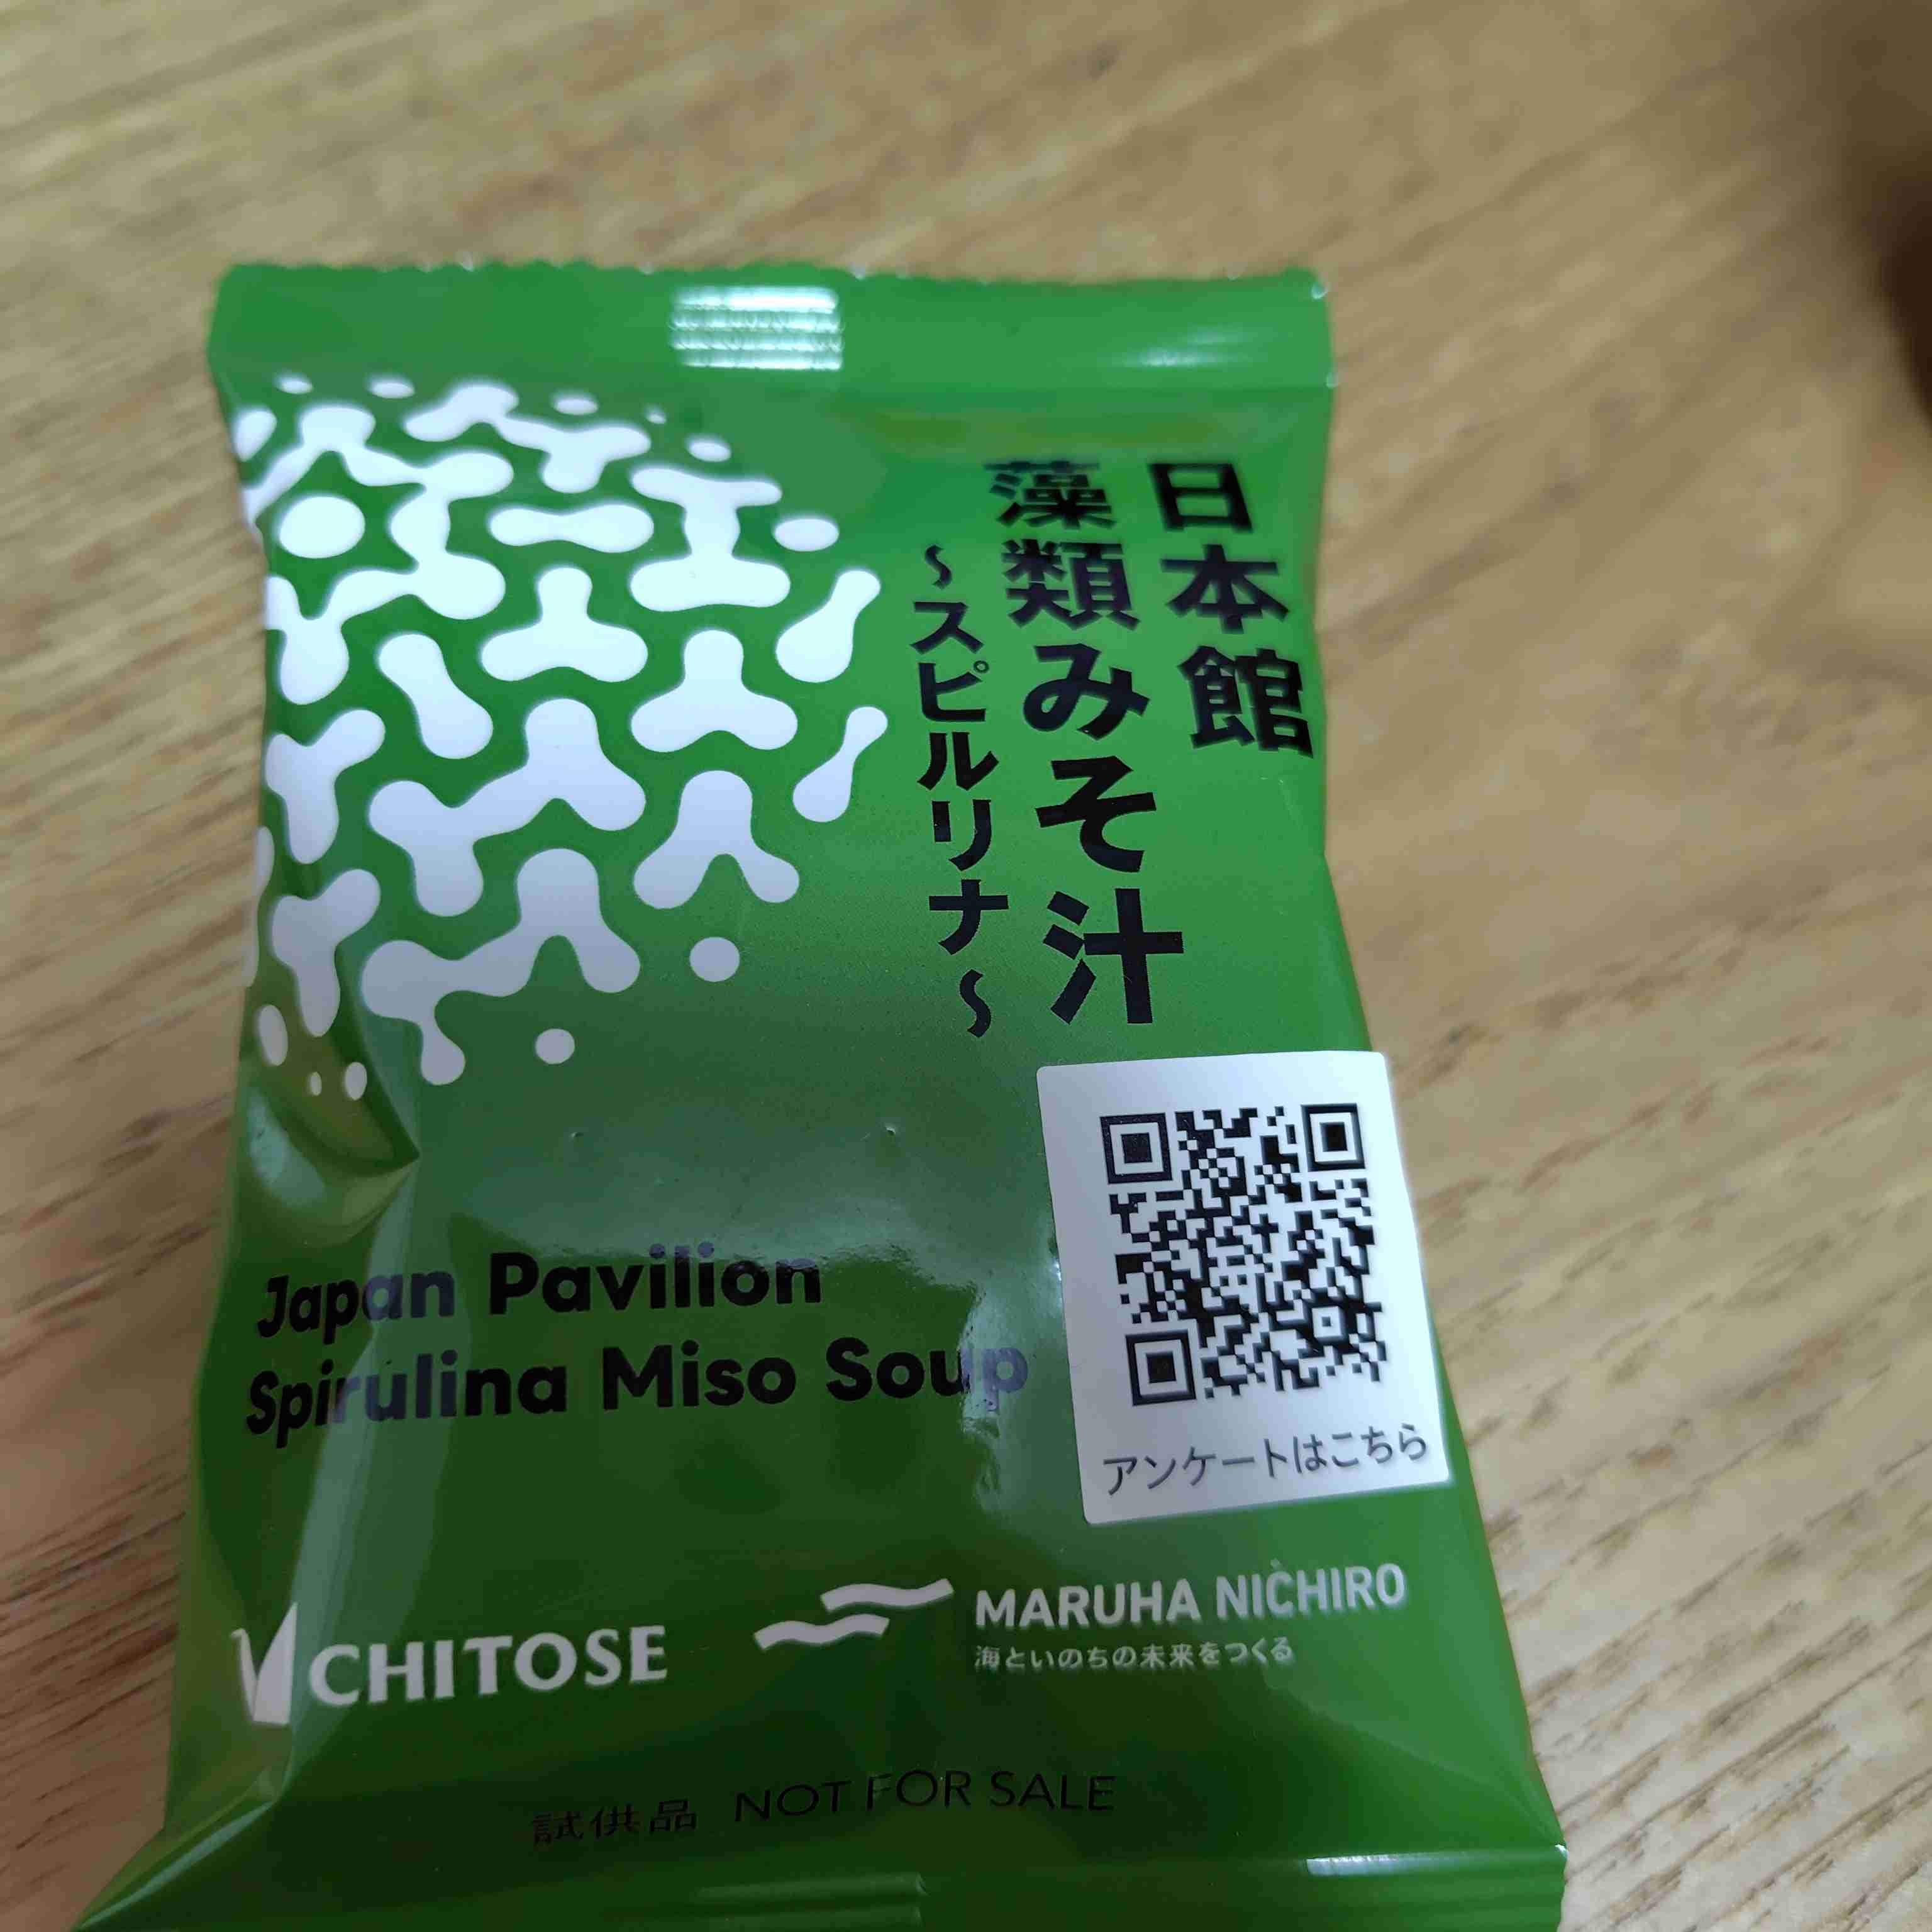 日本館
藻類みそ汁
～スピルリナ～
Japan Pavilion
Spirulina Miso Soup
アンケートはこちら
CHITOSE
MARUHA NICHIRO
海といのちの未来をつくる
試供品 NOT FOR SALE